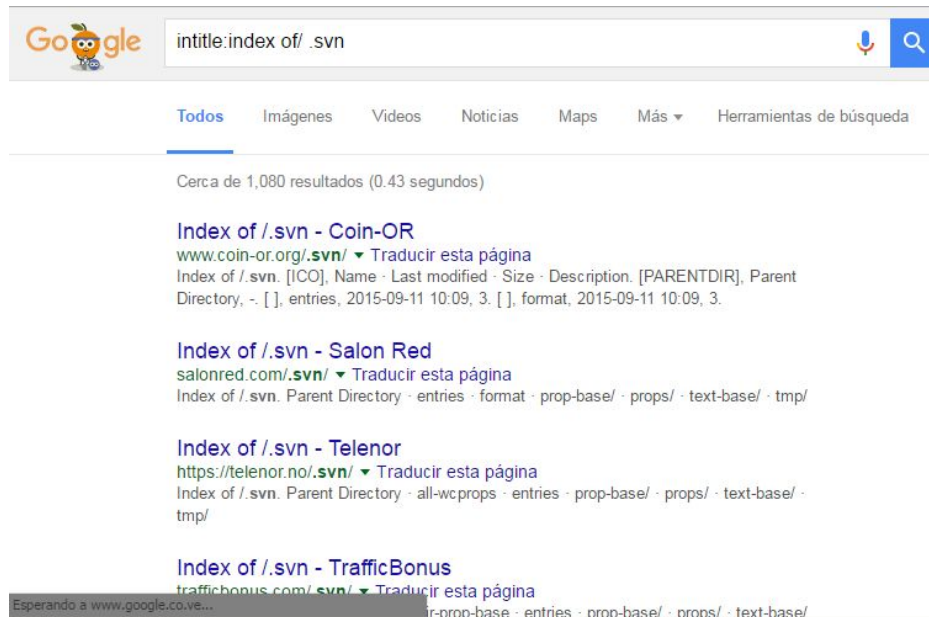 Google
intitle:index of/ .svn
Todos Imágenes Videos Noticias Maps Más Herramientas de búsqueda
Cerca de 1,080 resultados (0.43 segundos)
Index of /.svn - Coin-OR
www.coin-or.org/.svn/ Traducir esta página
Index of /.svn. [ICO], Name · Last modified · Size · Description. [PARENTDIR], Parent
Directory, -. [ ], entries, 2015-09-11 10:09, 3. [ ], format, 2015-09-11 10:09, 3.
Index of /.svn - Salon Red
salonred.com/.svn/ Traducir esta página
Index of /.svn. Parent Directory · entries · format · prop-base/ · props/ · text-base/ · tmp/
Index of /.svn - Telenor
https://telenor.no/.svn/ Traducir esta página
Index of /.svn. Parent Directory · all-wcprops · entries · prop-base/ · props/ · text-base/ ·
tmp/
Index of /.svn - TrafficBonus
trafficbonus.com/.svn/ Traducir esta página
Esperando a www.google.co.ve... ir-prop-base · entries · prop-base/ · props/ · text-base/